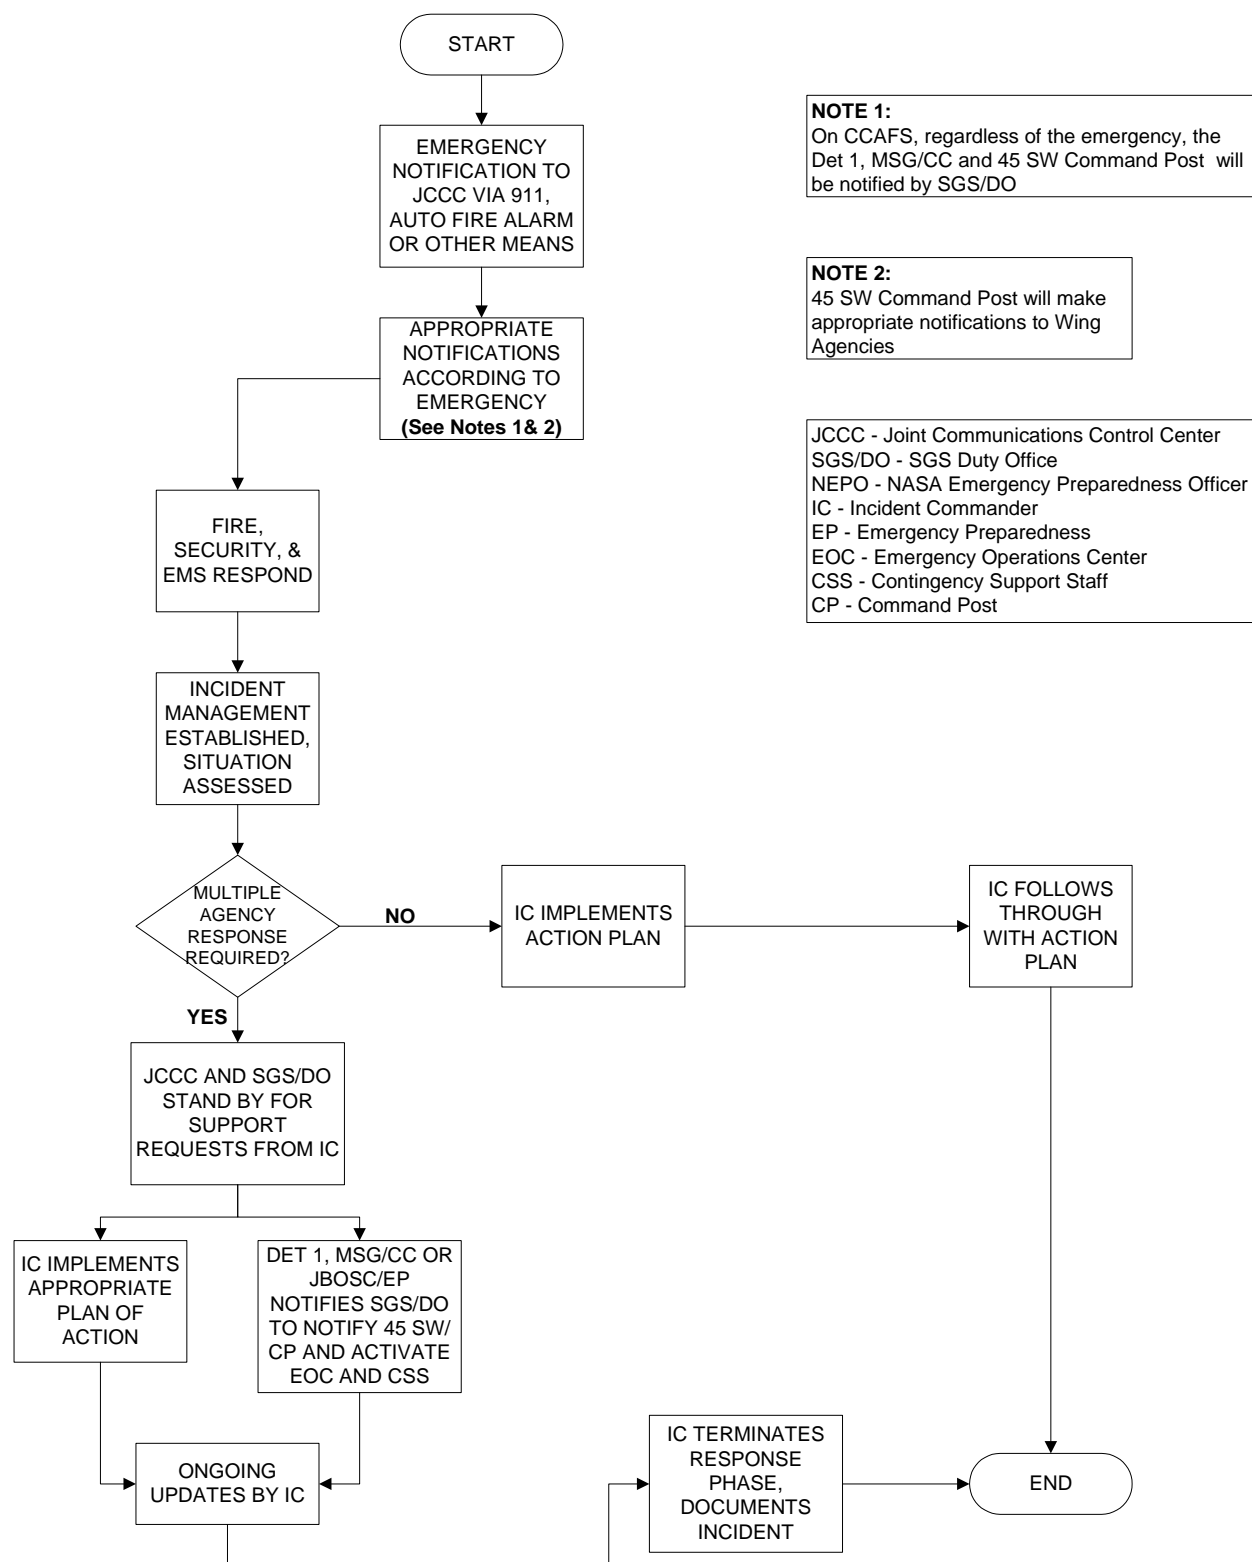 START
EMERGENCY
NOTIFICATION TO
JCCC VIA 911,
AUTO FIRE ALARM
OR OTHER MEANS
APPROPRIATE
NOTIFICATIONS
ACCORDING TO
EMERGENCY
(See Notes 1& 2)
NOTE 1:
On CCAFS, regardless of the emergency, the
Det 1, MSG/CC and 45 SW Command Post will
be notified by SGS/DO
NOTE 2:
45 SW Command Post will make
appropriate notifications to Wing
Agencies
JCCC - Joint Communications Control Center
SGS/DO - SGS Duty Office
NEPO - NASA Emergency Preparedness Officer
IC - Incident Commander
EP - Emergency Preparedness
EOC - Emergency Operations Center
CSS - Contingency Support Staff
CP - Command Post
FIRE,
SECURITY, &
EMS RESPOND
INCIDENT
MANAGEMENT
ESTABLISHED,
SITUATION
ASSESSED
MULTIPLE
AGENCY
RESPONSE
REQUIRED?
NO
IC IMPLEMENTS
ACTION PLAN
IC FOLLOWS
THROUGH
WITH ACTION
PLAN
YES
JCCC AND SGS/DO
STAND BY FOR
SUPPORT
REQUESTS FROM IC
IC IMPLEMENTS
APPROPRIATE
PLAN OF
ACTION
DET 1, MSG/CC OR
JBOSC/EP
NOTIFIES SGS/DO
TO NOTIFY 45 SW/
CP AND ACTIVATE
EOC AND CSS
ONGOING
UPDATES BY IC
IC TERMINATES
RESPONSE
PHASE,
DOCUMENTS
INCIDENT
END